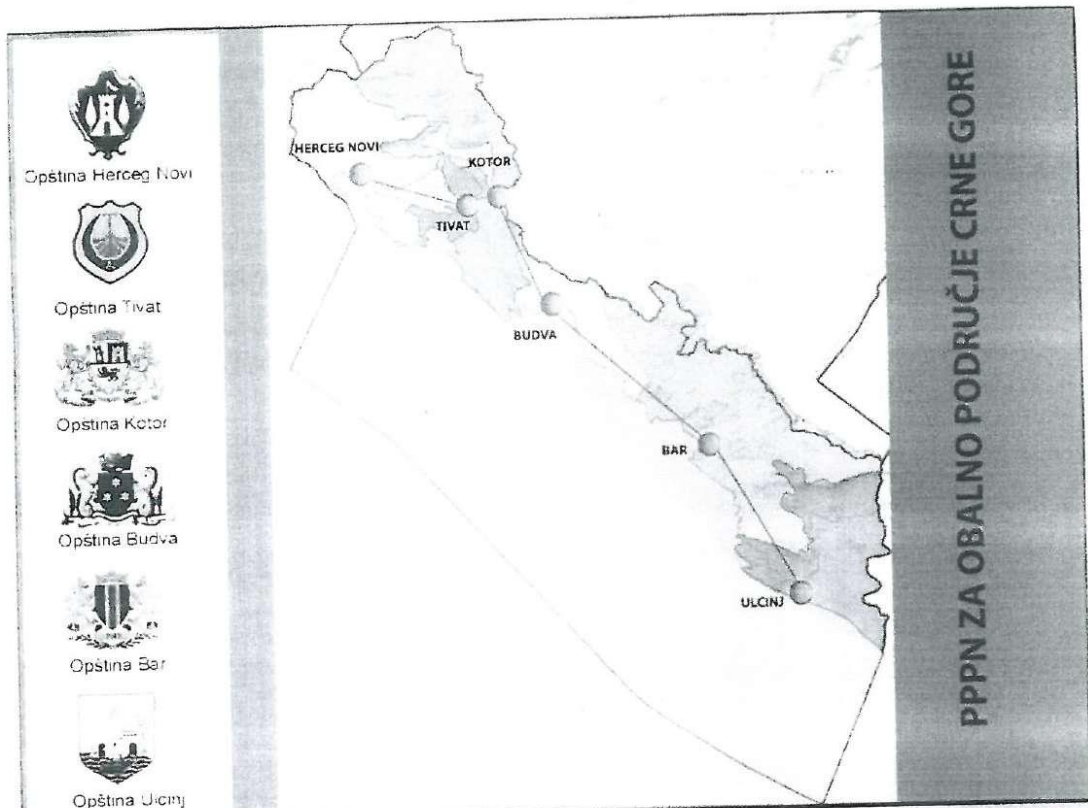 Opština Herceg Novi
Opština Tivat
Opština Kotor
Opština Budva
Opština Bar
Opština Ulcinj
HERCEG NOVI
KOTOR
TIVAT
BUDVA
BAR
ULCINJ
PPPN ZA OBALNO PODRUČJE CRNE GORE